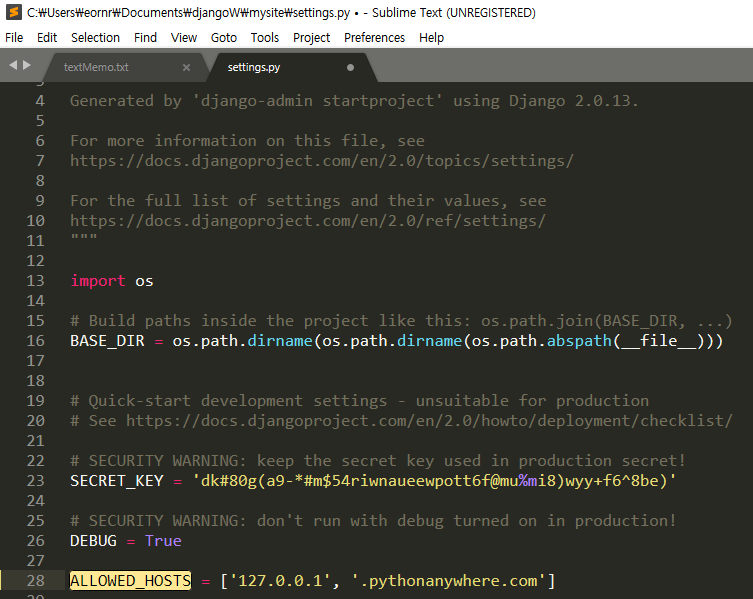 C:₩Users₩eornr₩Documents₩djangoW₩mysite₩settings.py • - Sublime Text (UNREGISTERED)
File Edit Selection Find View Goto Tools Project Preferences Help
textMemo.txt × settings.py
3
4 Generated by 'django-admin startproject' using Django 2.0.13.
5
6 For more information on this file, see
7 https://docs.djangoproject.com/en/2.0/topics/settings/
8
9 For the full list of settings and their values, see
10 https://docs.djangoproject.com/en/2.0/ref/settings/
11 """
12
13 import os
14
15 # Build paths inside the project like this: os.path.join(BASE_DIR, ...)
16 BASE_DIR = os.path.dirname(os.path.dirname(os.path.abspath(__file__)))
17
18
19 # Quick-start development settings - unsuitable for production
20 # See https://docs.djangoproject.com/en/2.0/howto/deployment/checklist/
21
22 # SECURITY WARNING: keep the secret key used in production secret!
23 SECRET_KEY = 'dk#80g(a9-*#m$54riwnaueewpott6f@mu%mi8)wyy+f6^8be)'
24
25 # SECURITY WARNING: don't run with debug turned on in production!
26 DEBUG = True
27
28 ALLOWED_HOSTS = ['127.0.0.1', '.pythonanywhere.com']
29